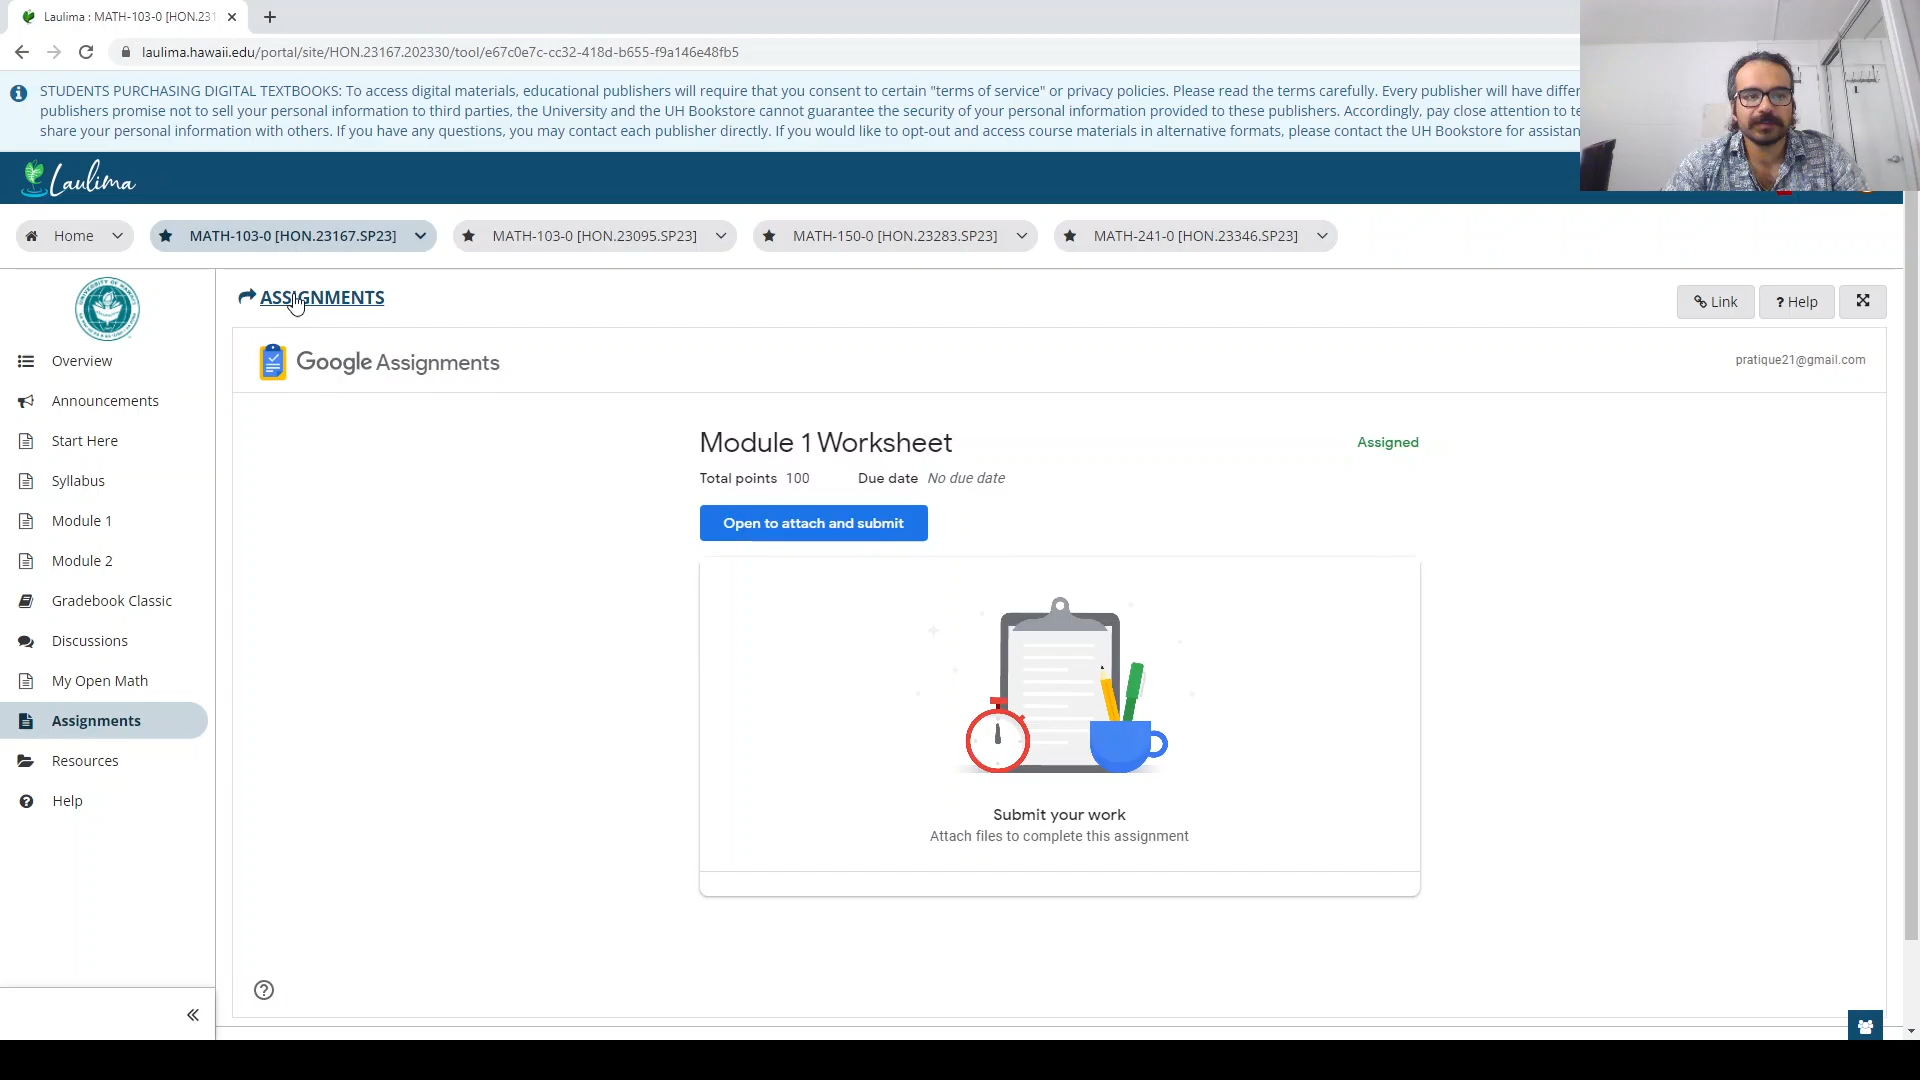 Laulima : MATH-103-0 [HON.231
laulima.hawaii.edu/portal/site/HON.23167.202330/tool/e67c0e7c-cc32-418d-b655-f9a146e48fb5
STUDENTS PURCHASING DIGITAL TEXTBOOKS: To access digital materials, educational publishers will require that you consent to certain "terms of service" or privacy policies. Please read the terms carefully. Every publisher will have differ
publishers promise not to sell your personal information to third parties, the University and the UH Bookstore cannot guarantee the security of your personal information provided to these publishers. Accordingly, pay close attention to te
share your personal information with others. If you have any questions, you may contact each publisher directly. If you would like to opt-out and access course materials in alternative formats, please contact the UH Bookstore for assistan
Laulima
Home
MATH-103-0 [HON.23167.SP23]
MATH-103-0 [HON.23095.SP23]
MATH-150-0 [HON.23283.SP23]
MATH-241-0 [HON.23346.SP23]
ASSIGNMENTS
Link
? Help
Overview
Announcements
Start Here
Syllabus
Module 1
Module 2
Gradebook Classic
Discussions
My Open Math
Assignments
Resources
Help
Google Assignments
pratique21@gmail.com
Module 1 Worksheet
Assigned
Total points 100 Due date No due date
Open to attach and submit
Submit your work
Attach files to complete this assignment